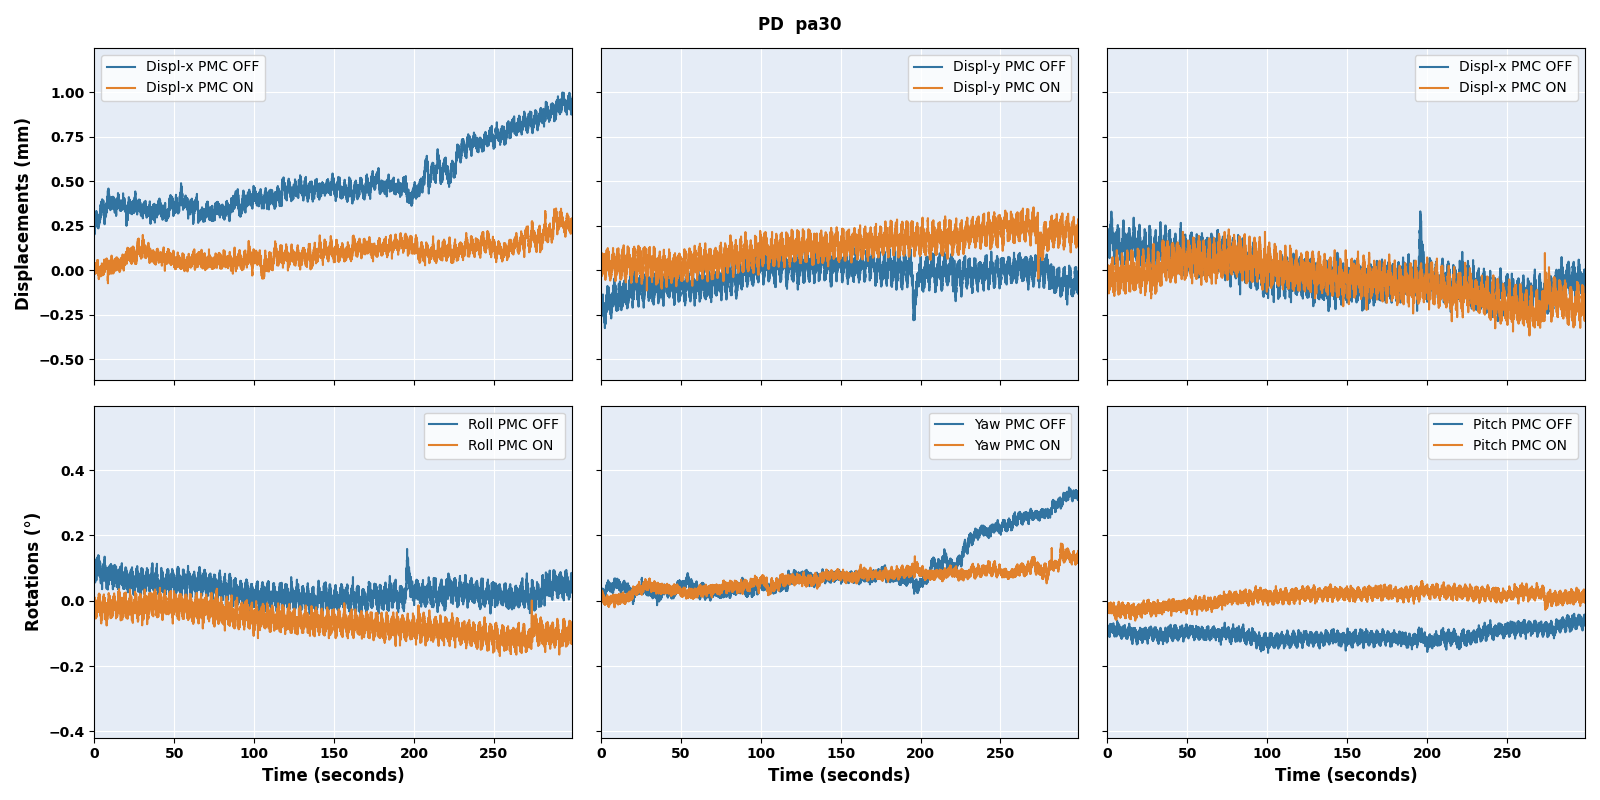 PD  pa30
Displ-x PMC OFF
Displ-x PMC ON
Displ-y PMC OFF
Displ-y PMC ON
Displ-x PMC OFF
Displ-x PMC ON
Displacements (mm)
1.00
0.75
0.50
0.25
0.00
−0.25
−0.50
Roll PMC OFF
Roll PMC ON
Yaw PMC OFF
Yaw PMC ON
Pitch PMC OFF
Pitch PMC ON
Rotations (°)
0.4
0.2
0.0
−0.2
−0.4
0 50 100 150 200 250
0 50 100 150 200 250
0 50 100 150 200 250
Time (seconds)
Time (seconds)
Time (seconds)